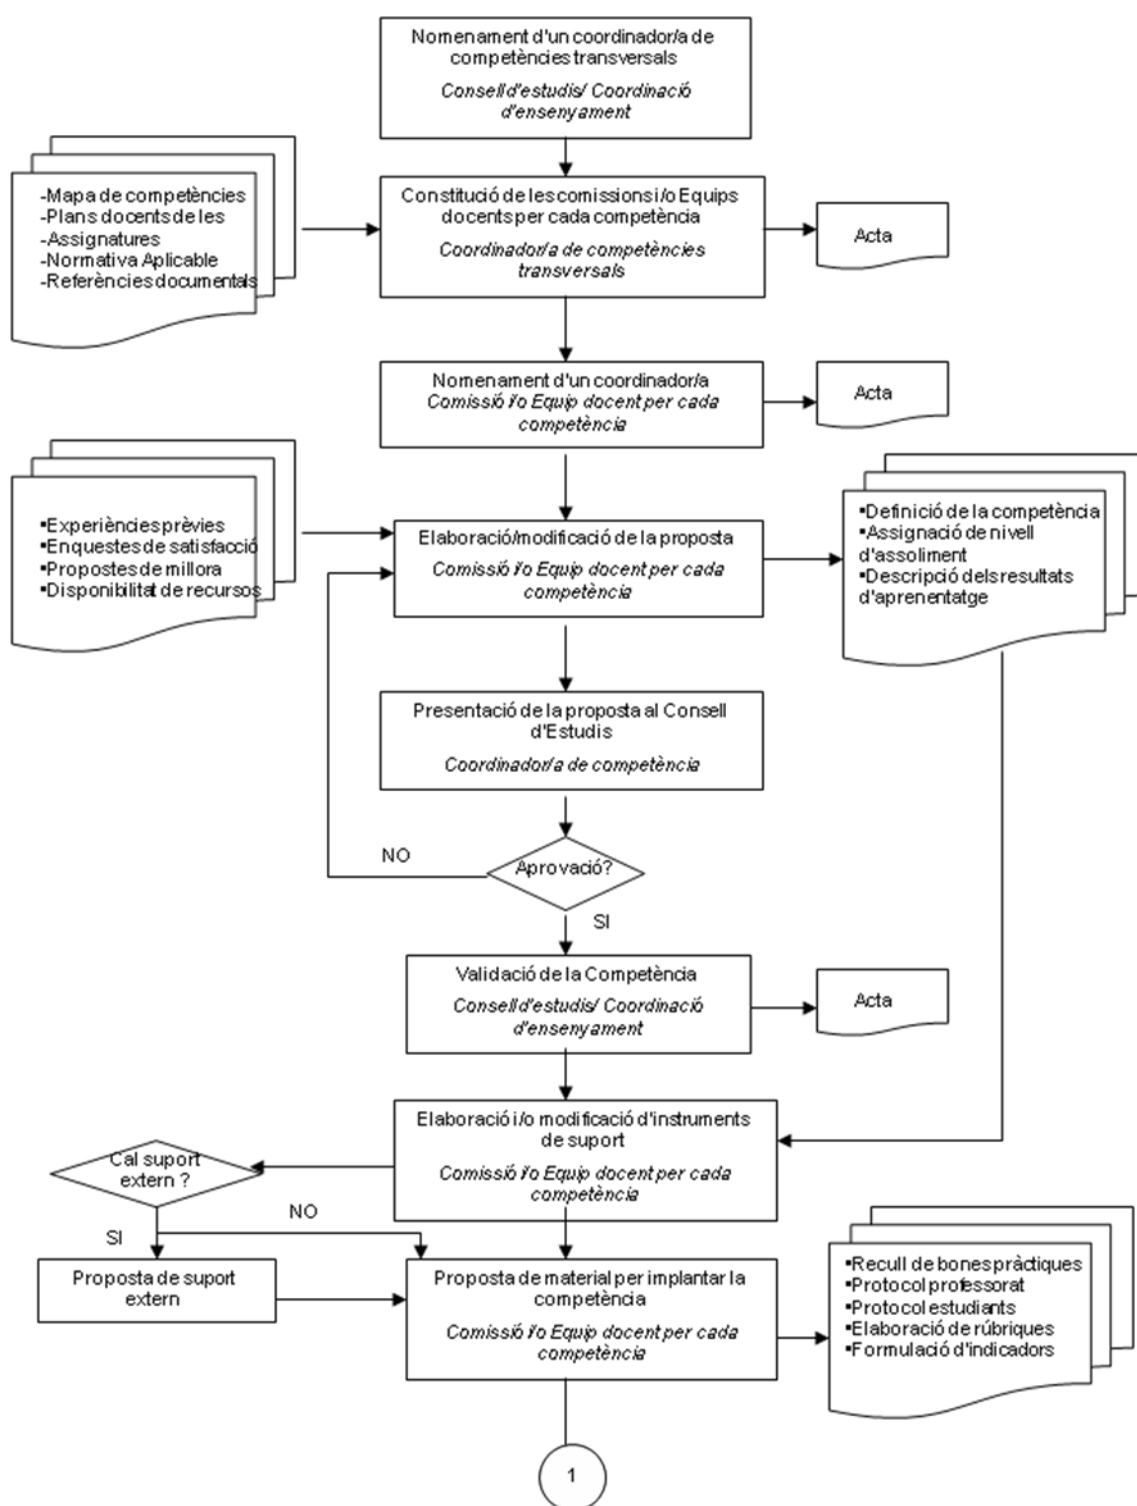 Nomenament d'un coordinador/a de
competències transversals
Consell d'estudis/ Coordinació
d'ensenyament
-Mapa de competències
-Plans docents de les
-Assignatures
-Normativa Aplicable
-Referències documentals
Constitució de les comissions i/o Equips
docents per cada competència
Coordinador/a de competències
transversals
Acta
Nomenament d'un coordinador/a
Comissió i/o Equip docent per cada
competència
Acta
▪Experiències prèvies
▪Enquestes de satisfacció
▪Propostes de millora
▪Disponibilitat de recursos
Elaboració/modificació de la proposta
Comissió i/o Equip docent per cada
competència
▪Definició de la competència
▪Assignació de nivell
d'assoliment
▪Descripció dels resultats
d'aprenentatge
Presentació de la proposta al Consell
d'Estudis
Coordinador/a de competència
Aprovació?
NO
SI
Validació de la Competència
Consell d'estudis/ Coordinació
d'ensenyament
Acta
Elaboració i/o modificació d'instruments
de suport
Comissió i/o Equip docent per cada
competència
Cal suport
extern ?
NO
SI
Proposta de suport
extern
Proposta de material per implantar la
competència
Comissió i/o Equip docent per cada
competència
▪Recull de bones pràctiques
▪Protocol professorat
▪Protocol estudiants
▪Elaboració de rúbriques
▪Formulació d'indicadors
1